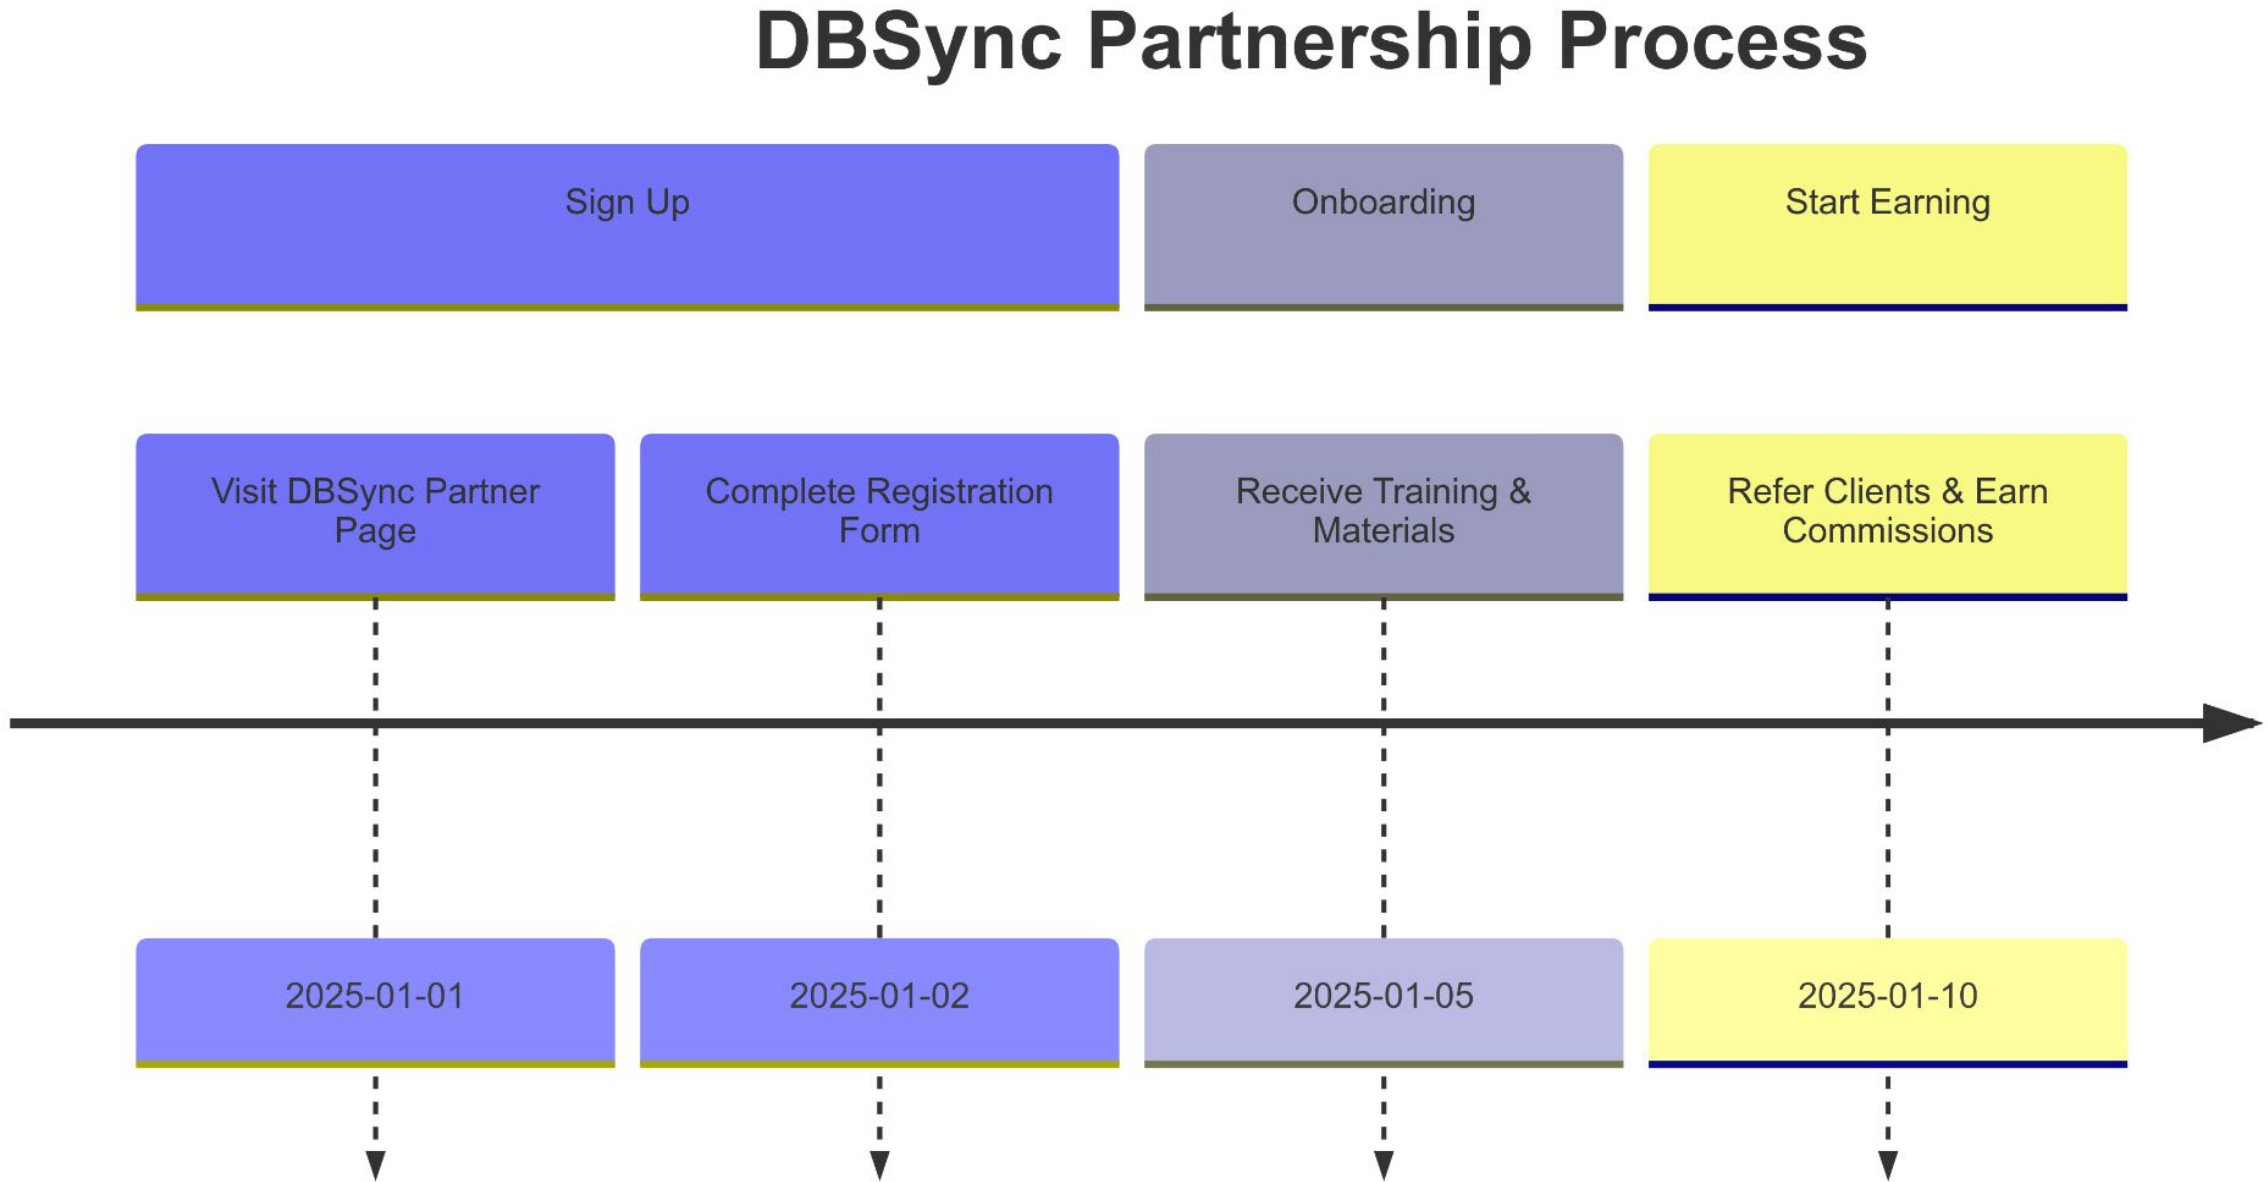 DBSync Partnership Process
Sign Up
Onboarding
Start Earning
Visit DBSync Partner
Page
Complete Registration
Form
Receive Training &
Materials
Refer Clients & Earn
Commissions
2025-01-01
2025-01-02
2025-01-05
2025-01-10